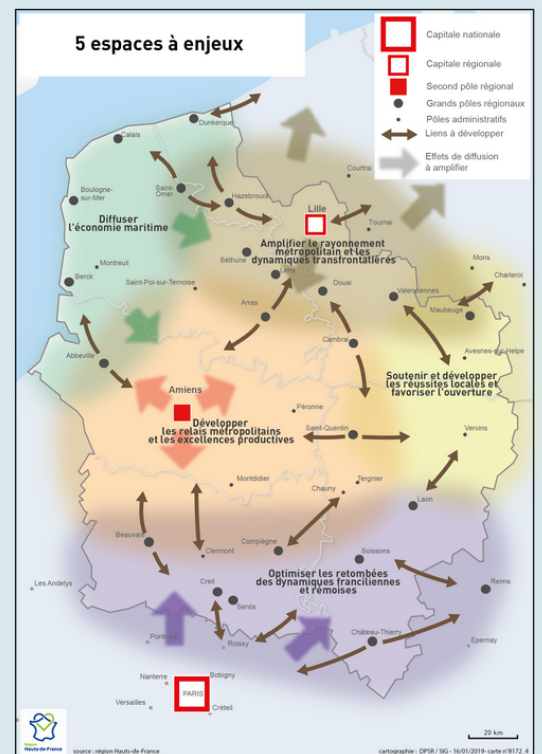 5 espaces à enjeux
Capitale nationale
Capitale régionale
Second pôle régional
Grands pôles régionaux
Pôles administratifs
Liens à développer
Effets de diffusion
à amplifier
Dunkerque
Calais
Courtrai
Saint-
Omer
Hazebrouck
Boulogne-
sur-Mer
Lille
Diffuser
l'économie maritime
Tournai
Amplifier le rayonnement
métropolitain et les
dynamiques transfrontalières
Béthune
Lens
Montreuil
Mons
Berck
Saint-Pol-sur-Ternoise
Douai
Charleroi
Valenciennes
Arras
Maubeuge
Cambrai
Abbeville
Avesnes-sur-Helpe
Soutenir et développer
les réussites locales et
favoriser l'ouverture
Amiens
Péronne
Développer
les relais métropolitains
et les excellences productives
Saint-Quentin
Vervins
Montdidier
Tergnier
Chauny
Laon
Beauvais
Compiègne
Clermont
Soissons
Optimiser les retombées
des dynamiques franciliennes
et rémoises
Les Andelys
Creil
Reims
Senlis
Château-Thierry
Pontoise
Roissy
Epernay
Nanterre
Bobigny
PARIS
Versailles
Créteil
20 km
Région
Hauts-de-France
source : région Hauts-de-France
cartographie : DPSR / SIG - 16/01/2019- carte n°8172_4